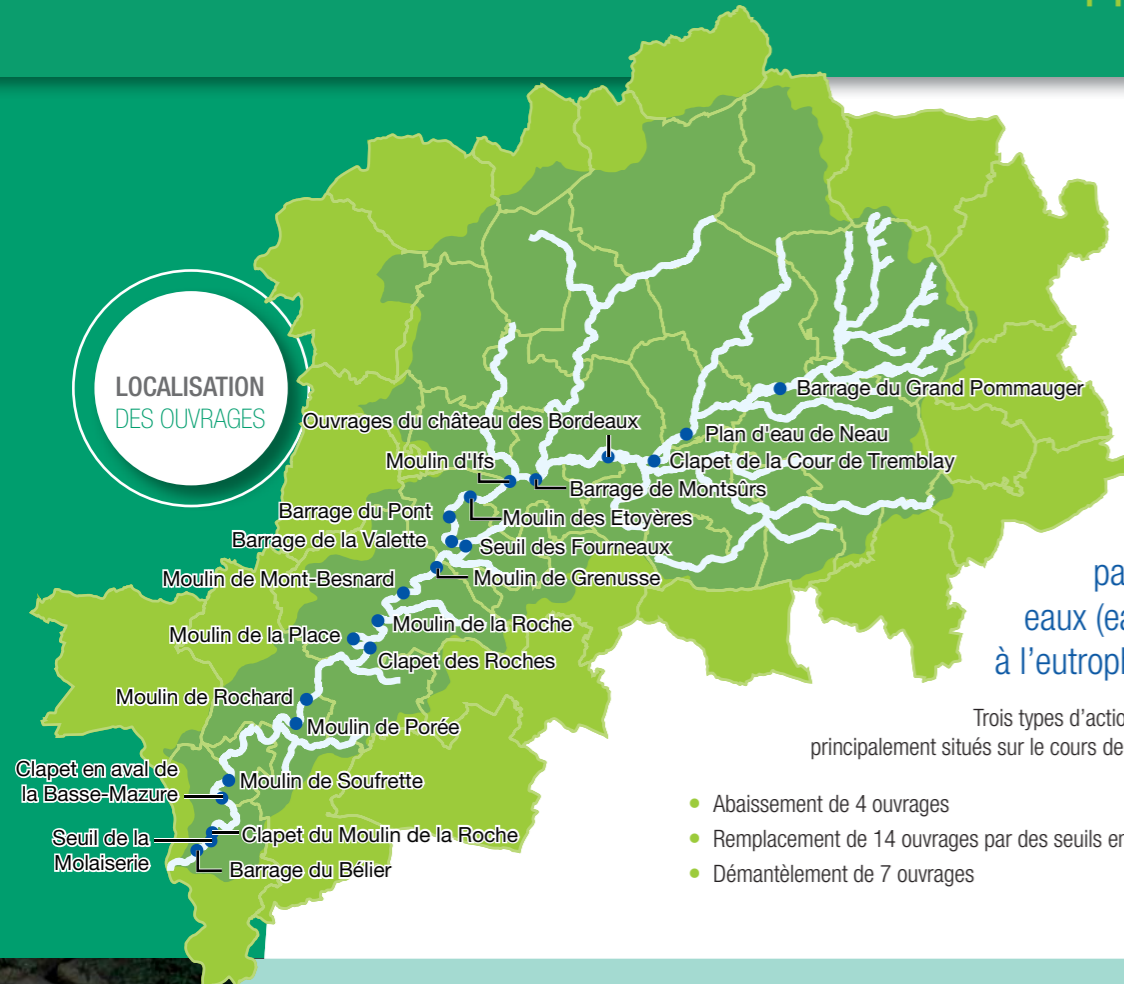 LOCALISATION
DES OUVRAGES
Barrage du Grand Pommauger
Ouvrages du château des Bordeaux
Plan d'eau de Neau
Clapet de la Cour de Tremblay
Moulin d'Ifs
Barrage de Montsûrs
Barrage du Pont
Moulin des Etoyères
Barrage de la Valette
Seuil des Fourneaux
Moulin de Mont-Besnard
Moulin de Grenusse
Moulin de la Place
Moulin de la Roche
Clapet des Roches
Moulin de Rochard
Moulin de Porée
Clapet en aval de
la Basse-Mazure
Moulin de Soufrette
Seuil de la
Molaiserie
Clapet du Moulin de la Roche
Barrage du Bélier
pa
eaux (ea
à l'eutroph
Trois types d'actio
principalement situés sur le cours de
• Abaissement de 4 ouvrages
• Remplacement de 14 ouvrages par des seuils en
• Démantèlement de 7 ouvrages